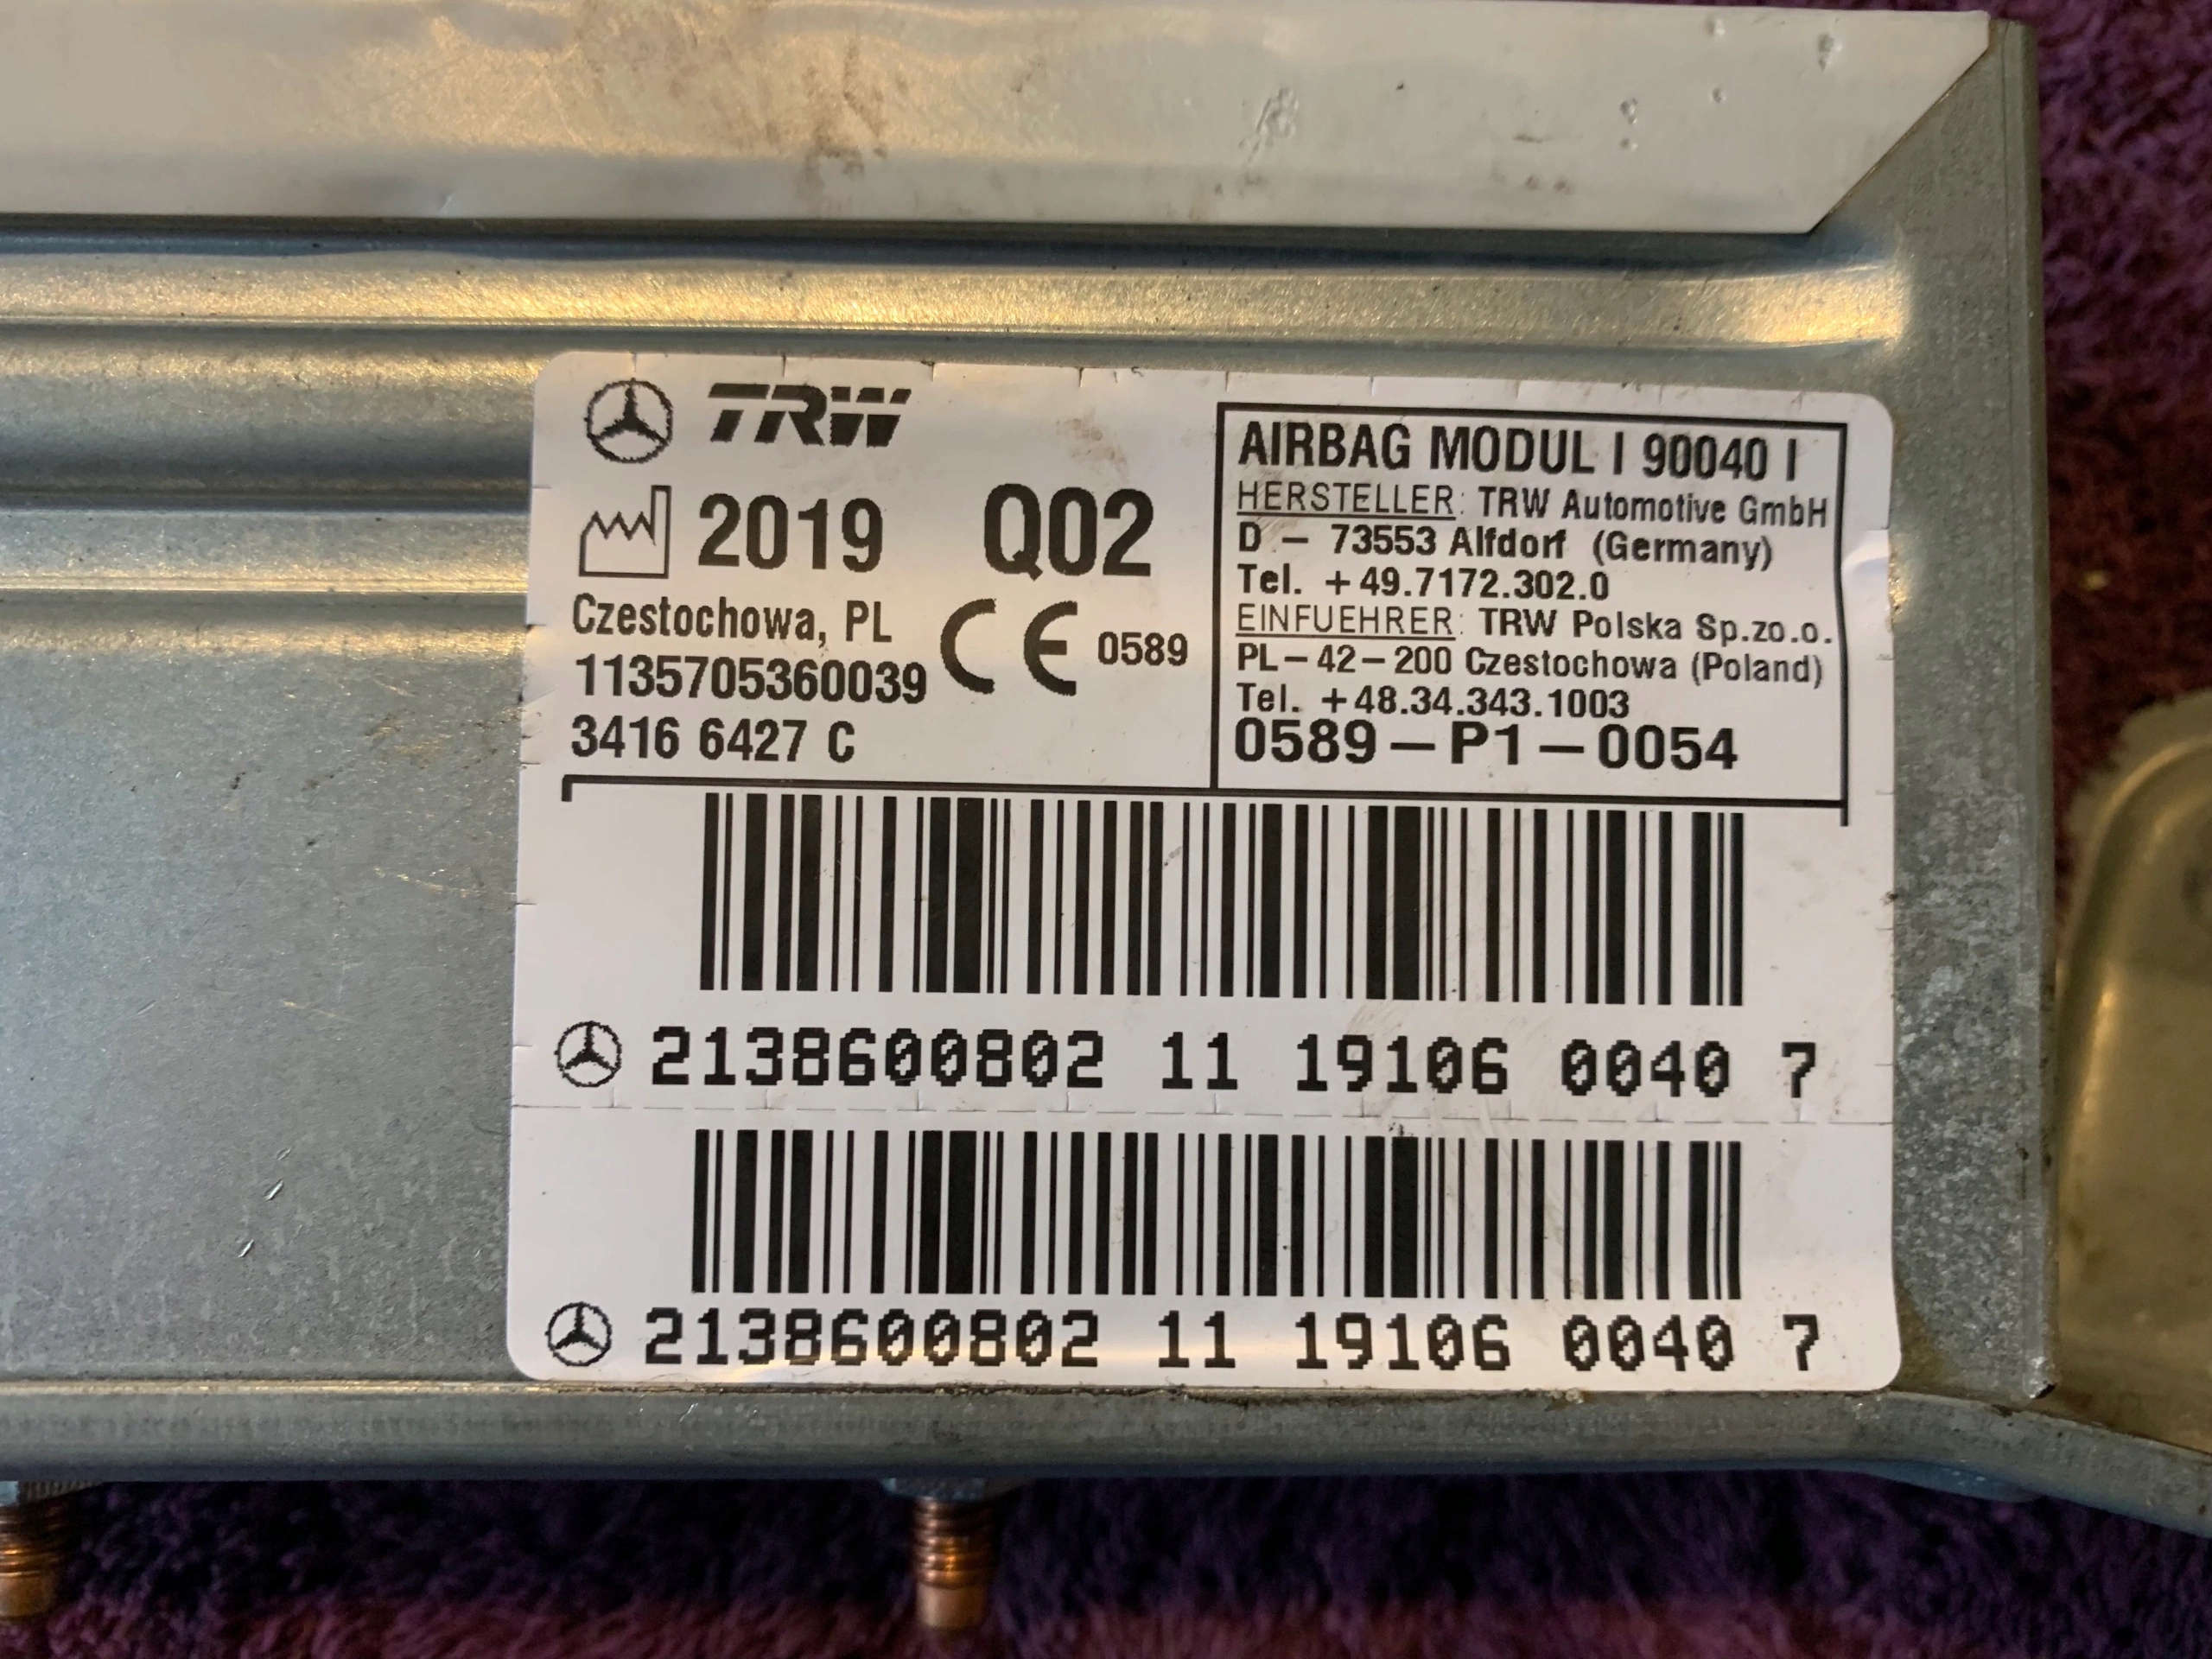 TRW
2019 Q02
Czestochowa, PL
1135705360039
CE 0589
3416 6427 C
AIRBAG MODUL I 90040 I
HERSTELLER: TRW Automotive GmbH
D – 73553 Alfdorf (Germany)
Tel. +49.7172.302.0
EINFUEHRER: TRW Polska Sp.zo.o.
PL–42–200 Czestochowa (Poland)
Tel. +48.34.343.1003
0589–P1–0054
2138600802 11 19106 0040 7
2138600802 11 19106 0040 7